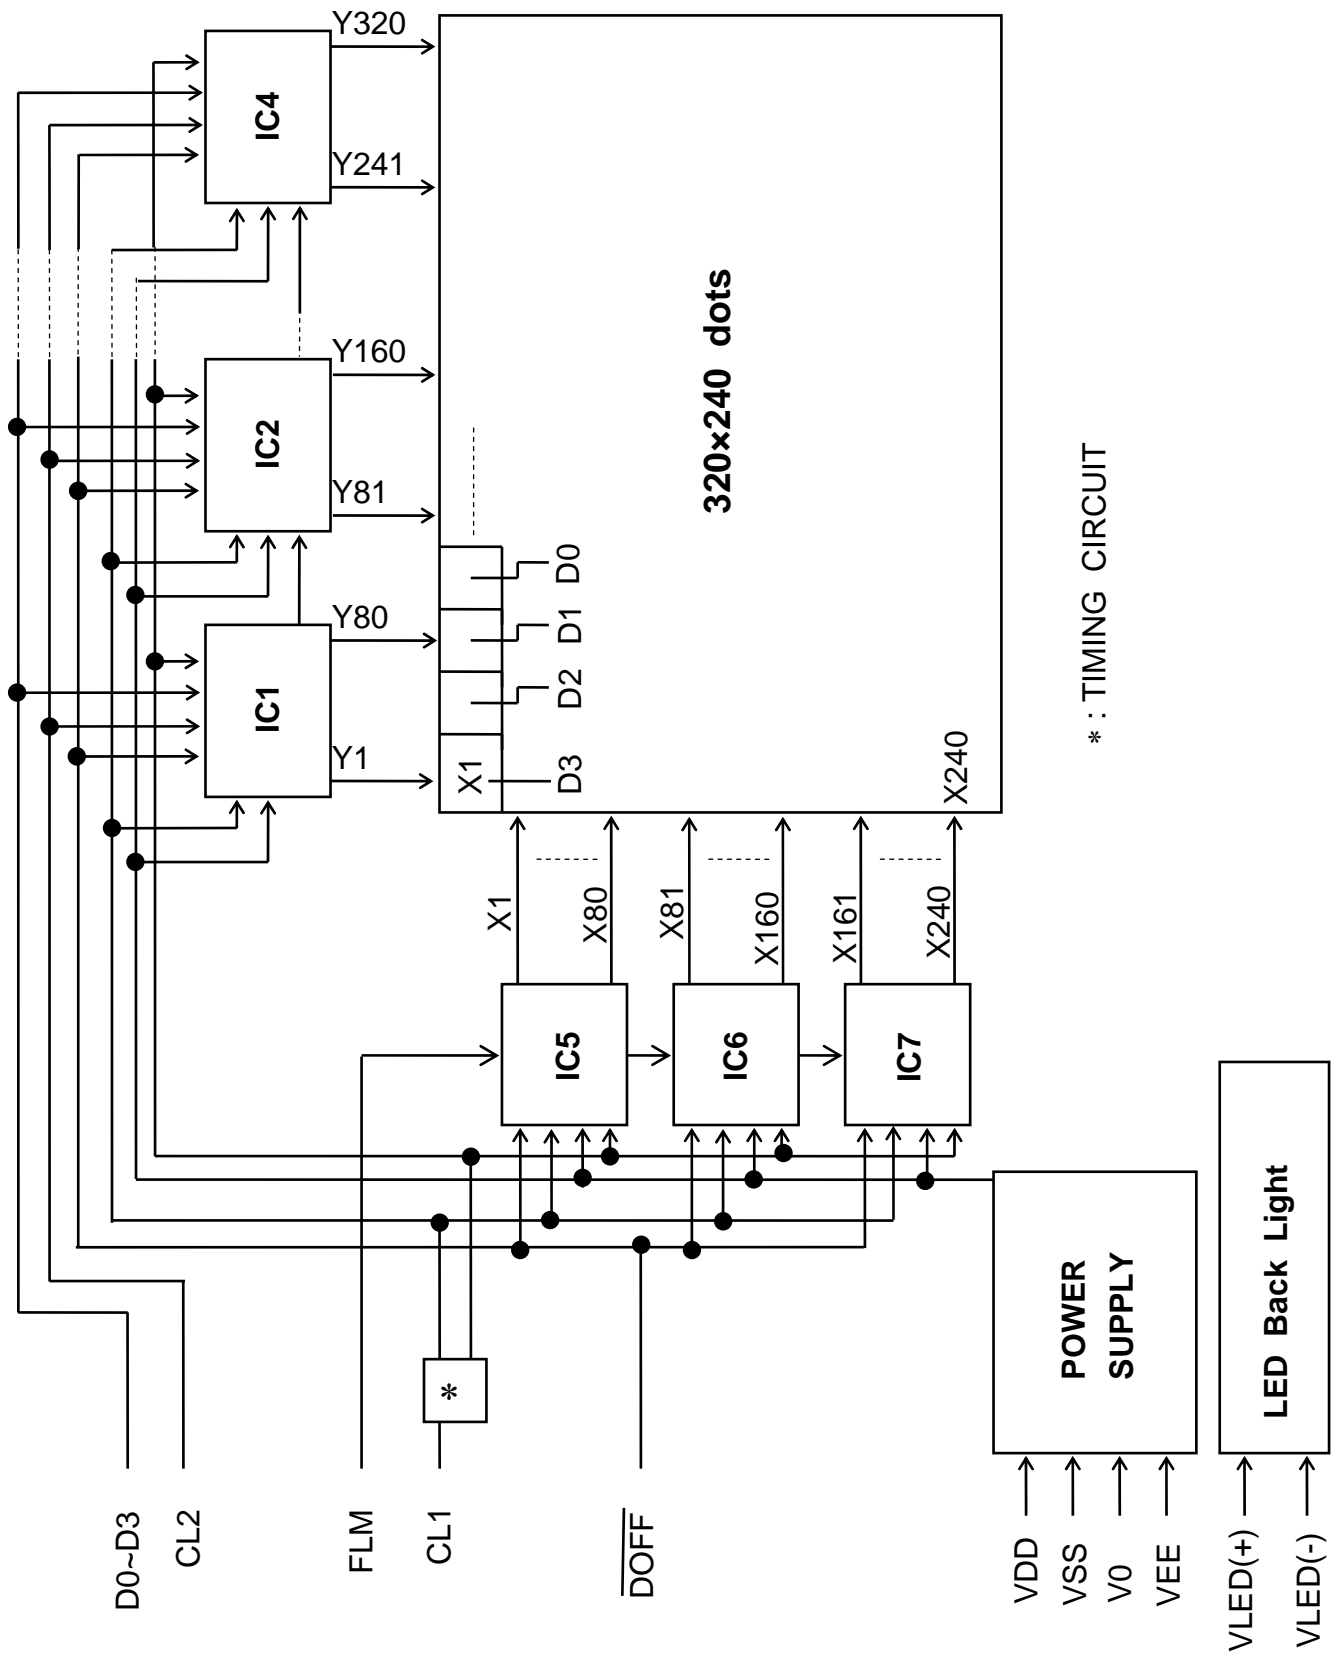 Y320
IC4
Y241
Y160
IC2
Y81
Y80
IC1
Y1
320×240 dots
D0
D1
D2
D3
X1
X240
* : TIMING CIRCUIT
X1
X80
X81
X160
X161
X240
IC5
IC6
IC7
*
POWER
SUPPLY
LED Back Light
D0~D3
CL2
FLM
CL1
DOFF
VDD
VSS
V0
VEE
VLED(+)
VLED(-)